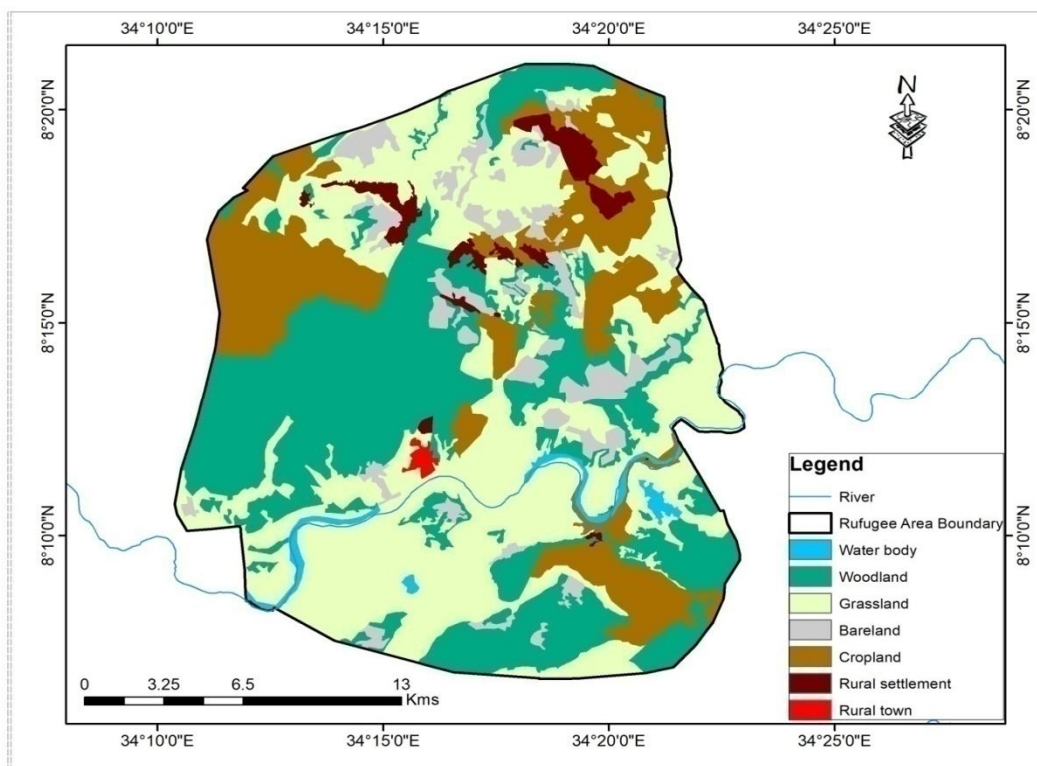 34°10'0"E 34°15'0"E 34°20'0"E 34°25'0"E
8°20'0"N 8°20'0"N
N
8°15'0"N 8°15'0"N
8°10'0"N 8°10'0"N
Legend
River
Rufugee Area Boundary
Water body
Woodland
Grassland
Bareland
Cropland
Rural settlement
Rural town
0 3.25 6.5 13
Kms
34°10'0"E 34°15'0"E 34°20'0"E 34°25'0"E